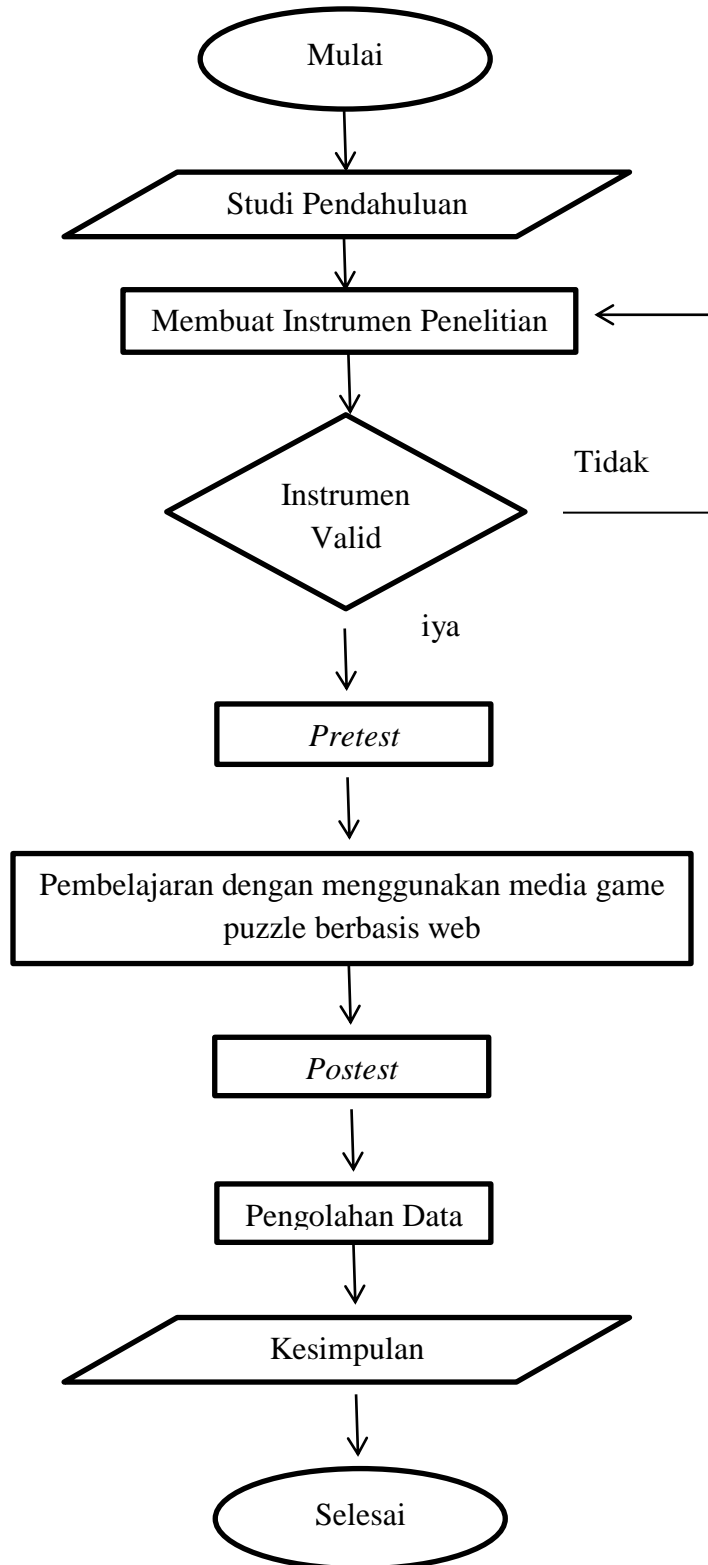 Mulai
Studi Pendahuluan
Membuat Instrumen Penelitian
Tidak
Instrumen
Valid
iya
Pretest
Pembelajaran dengan menggunakan media game
puzzle berbasis web
Postest
Pengolahan Data
Kesimpulan
Selesai